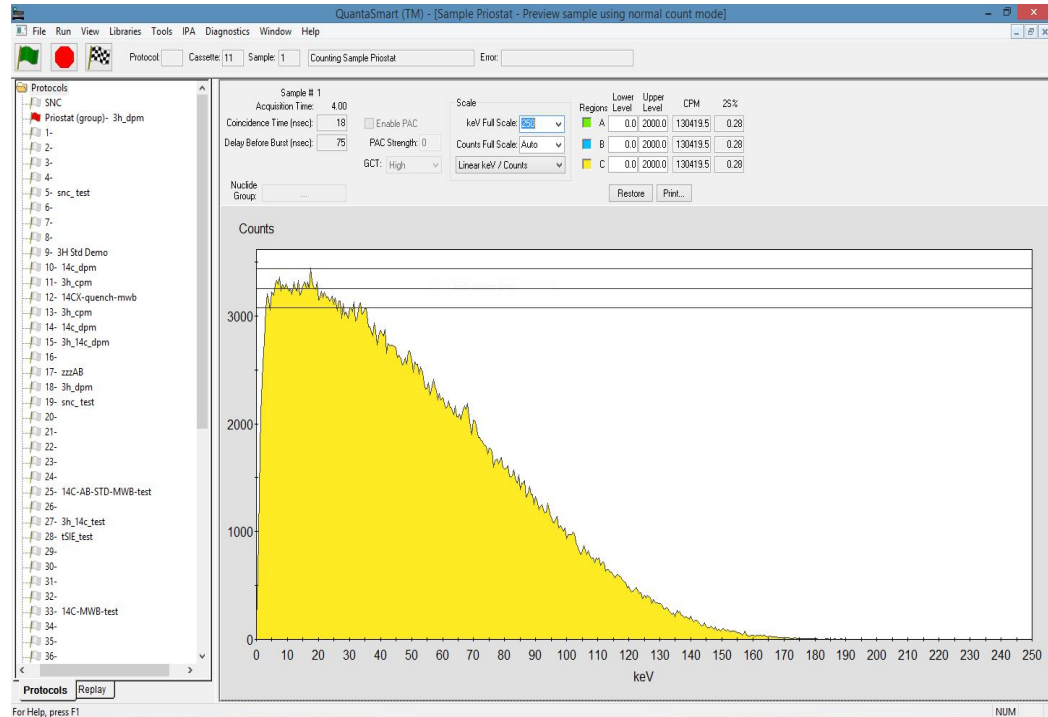 QuantaSmart (TM) - [Sample Priostat - Preview sample using normal count mode]
File Run View Libraries Tools IPA Diagnostics Window Help
Protocol: Cassette: 11 Sample: 1 Counting Sample Priostat Error:
Protocols
SNC
Priostat (group)- 3h_dpm
1-
2-
3-
4-
5- snc_ test
6-
7-
8-
9- 3H Std Demo
10- 14c_dpm
11- 3h_cpm
12- 14CX-quench-mwb
13- 3h_cpm
14- 14c_dpm
15- 3h_14c_dpm
16-
17- zzzAB
18- 3h_dpm
19- snc_ test
20-
21-
22-
23-
24-
25- 14C-AB-STD-MWB-test
26-
27- 3h_14c_test
28- tSIE_test
29-
30-
31-
32-
33- 14C-MWB-test
34-
35-
36-
Protocols Replay
Sample # 1
Acquisition Time: 4.00
Coincidence Time (nsec): 18
Delay Before Burst (nsec): 75
Enable PAC
PAC Strength: 0
GCT: High
Nuclide
Group: ...
Scale
keV Full Scale: 250
Counts Full Scale: Auto
Linear keV / Counts
Regions Lower Level Upper Level CPM 2S%
A 0.0 2000.0 130419.5 0.28
B 0.0 2000.0 130419.5 0.28
C 0.0 2000.0 130419.5 0.28
Restore Print...
Counts
3000
2000
1000
0
0 10 20 30 40 50 60 70 80 90 100 110 120 130 140 150 160 170 180 190 200 210 220 230 240 250
keV
For Help, press F1 NUM